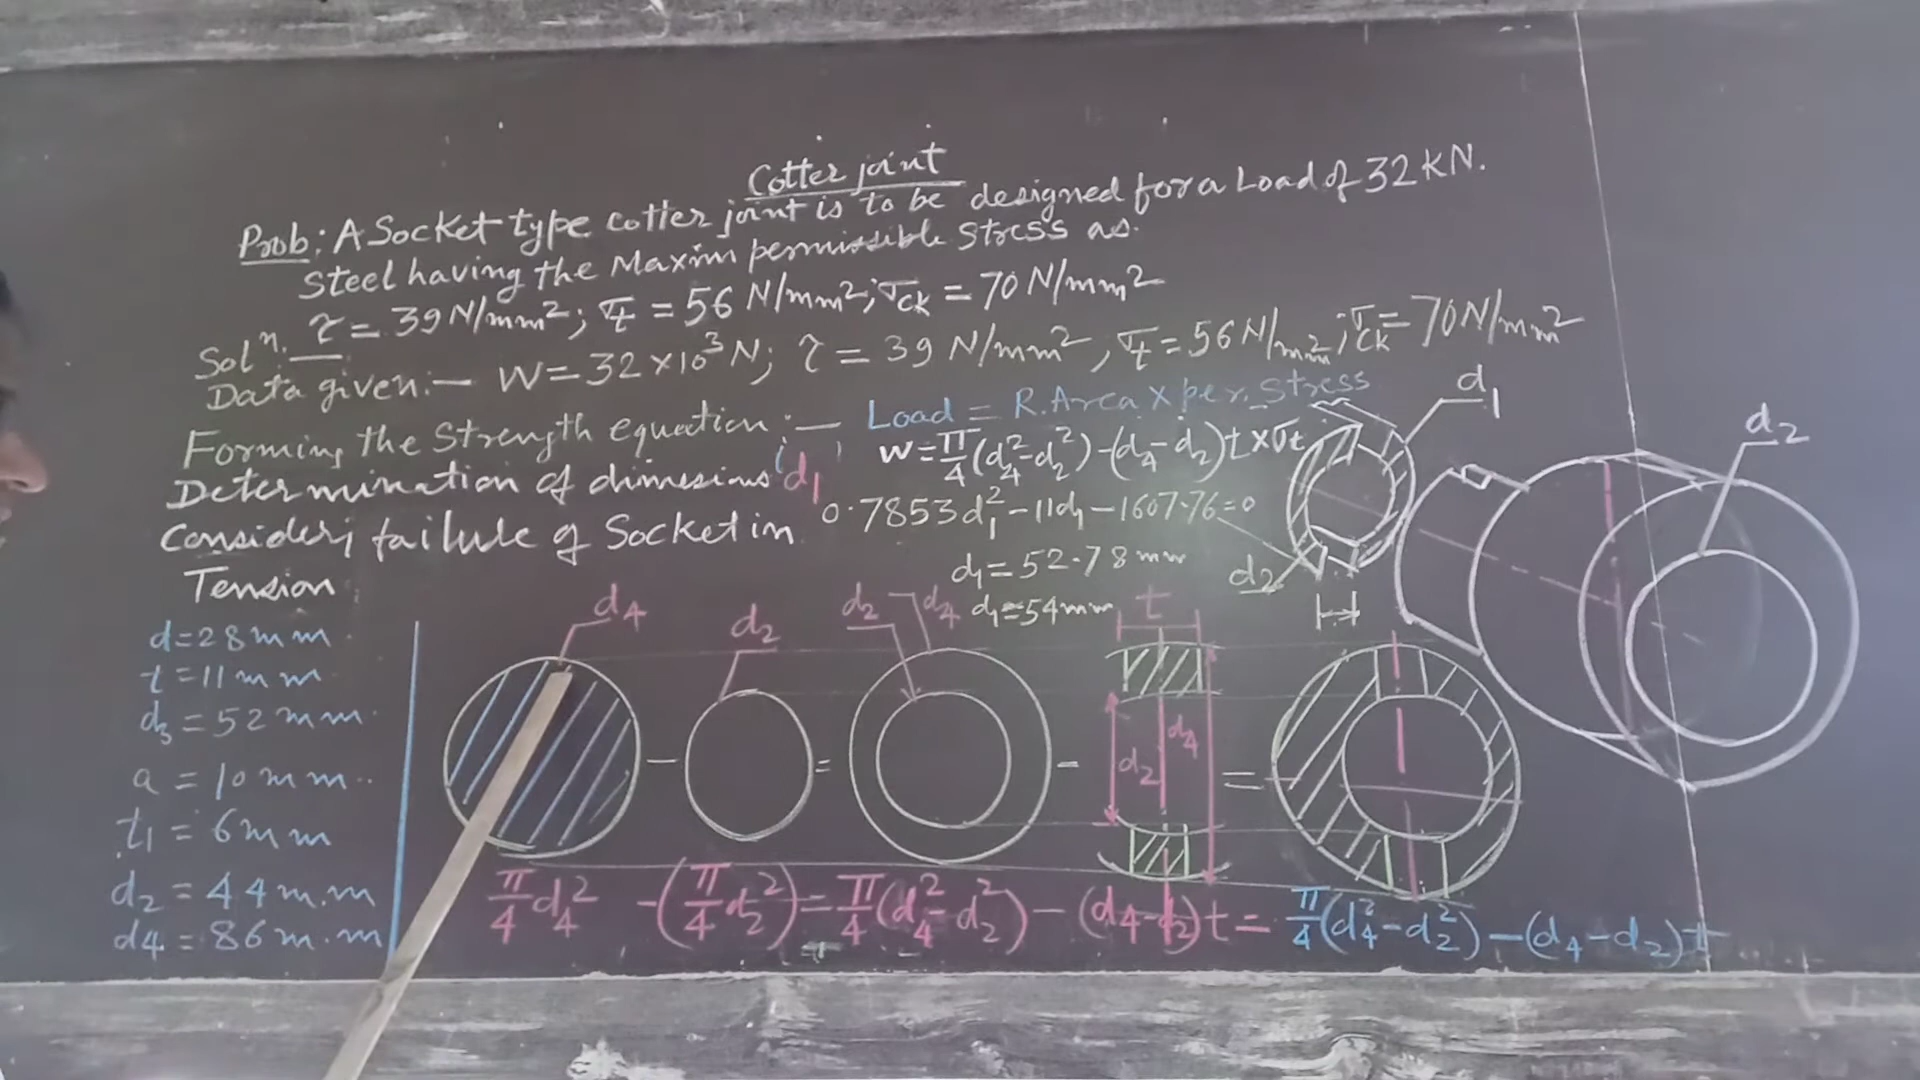 Cotter joint
Prob: A Socket type cotter joint is to be designed for a Load of 32 KN.
Steel having the Maxim permissible stress as.
τ = 39 N/mm²; σt = 56 N/mm²; σck = 70 N/mm²
Solⁿ:—
Data given:— W = 32 × 10³ N; τ = 39 N/mm², σt = 56 N/mm²; σck = 70 N/mm²
Forming the Strength equation:— Load = R. Area × per. Stress
W = π/4 (d4² - d2²) - (d4 - d2) t × σt
Determination of dimesions d1
0.7853 d1² - 11d1 - 1607.76 = 0
Considerj failure of Socket in
Tension
d1 = 52.78 mm
d1 = 54 mm
d1
d2
d2
d = 28 mm
t = 11 mm
d3 = 52 mm
a = 10 mm
t1 = 6 mm
d2 = 44 m.m
d4 = 86 m.m
d4
d2
d2
d4
t
d2
d4
- = - =
π/4 d4² - (π/4 d2²) = π/4 (d4² - d2²) - (d4 - d2) t = π/4 (d4² - d2²) - (d4 - d2) t